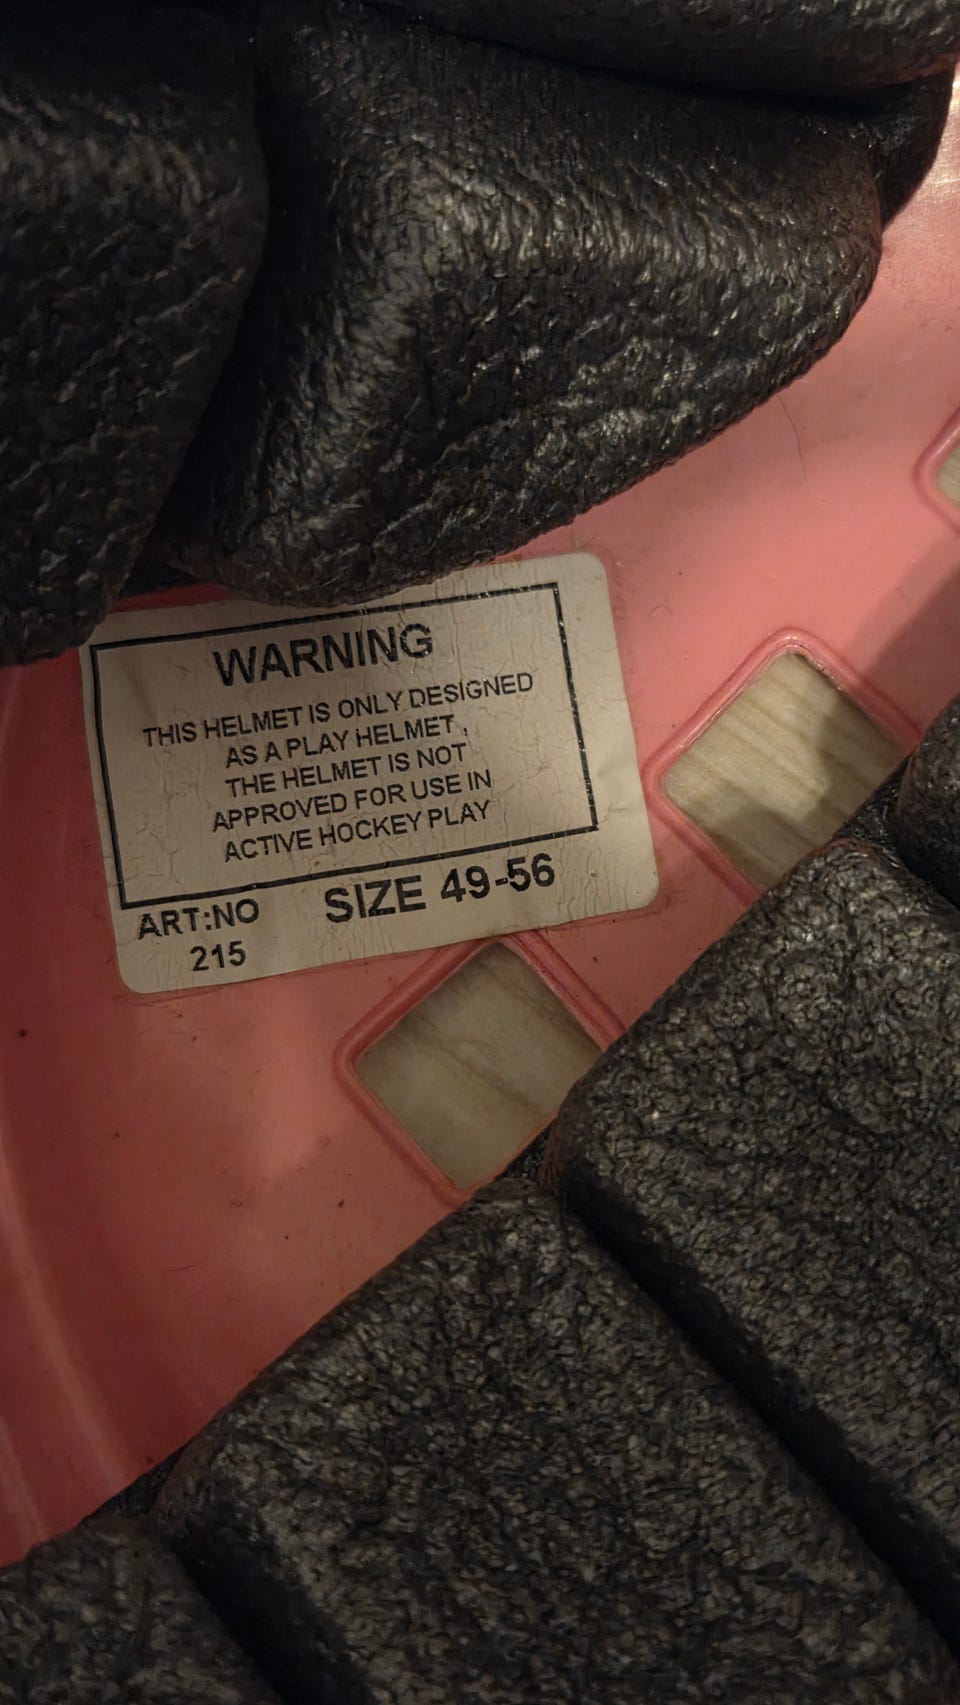 WARNING
THIS HELMET IS ONLY DESIGNED
AS A PLAY HELMET,
THE HELMET IS NOT
APPROVED FOR USE IN
ACTIVE HOCKEY PLAY
ART:NO SIZE 49-56
215